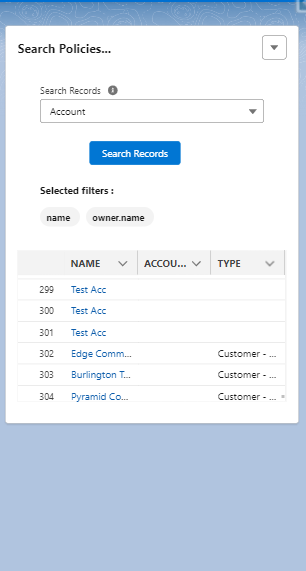 Search Policies...
Search Records
Account
Search Records
Selected filters :
name owner.name
NAME ACCOU... TYPE
299 Test Acc
300 Test Acc
301 Test Acc
302 Edge Comm... Customer - ...
303 Burlington T... Customer - ...
304 Pyramid Co... Customer - ...